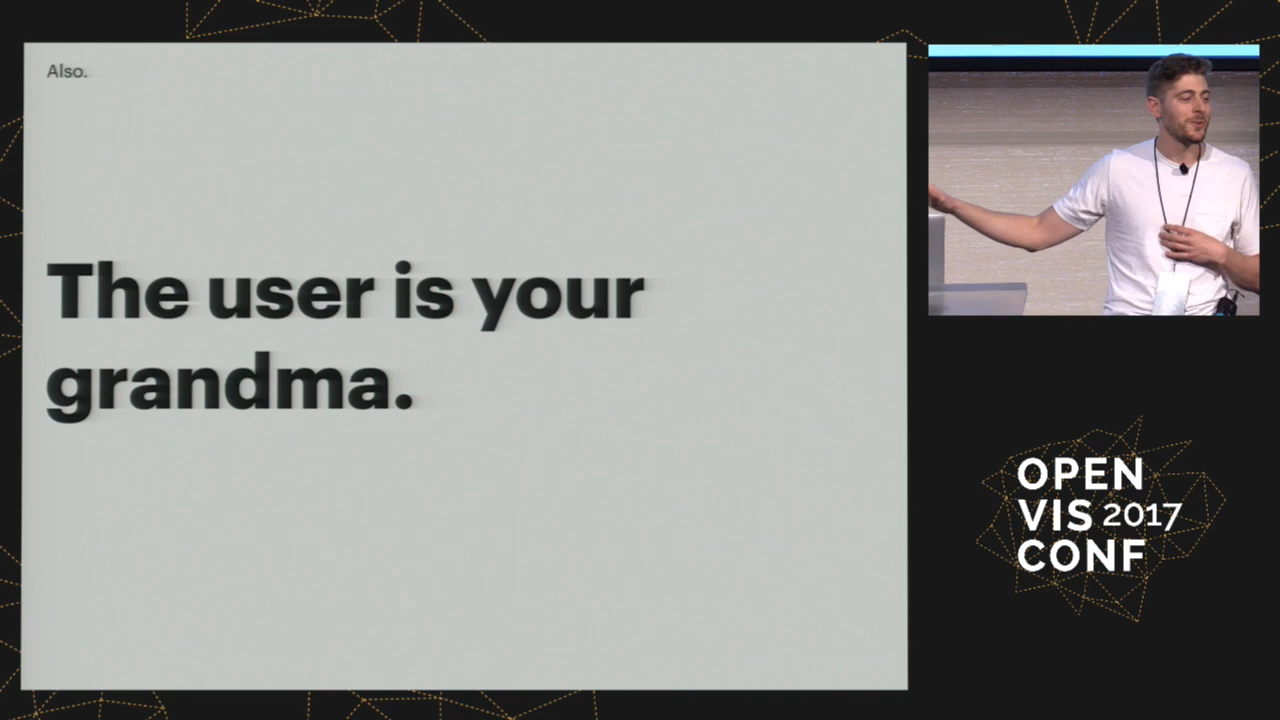 Also.
The user is your
grandma.
OPEN
VIS 2017
CONF